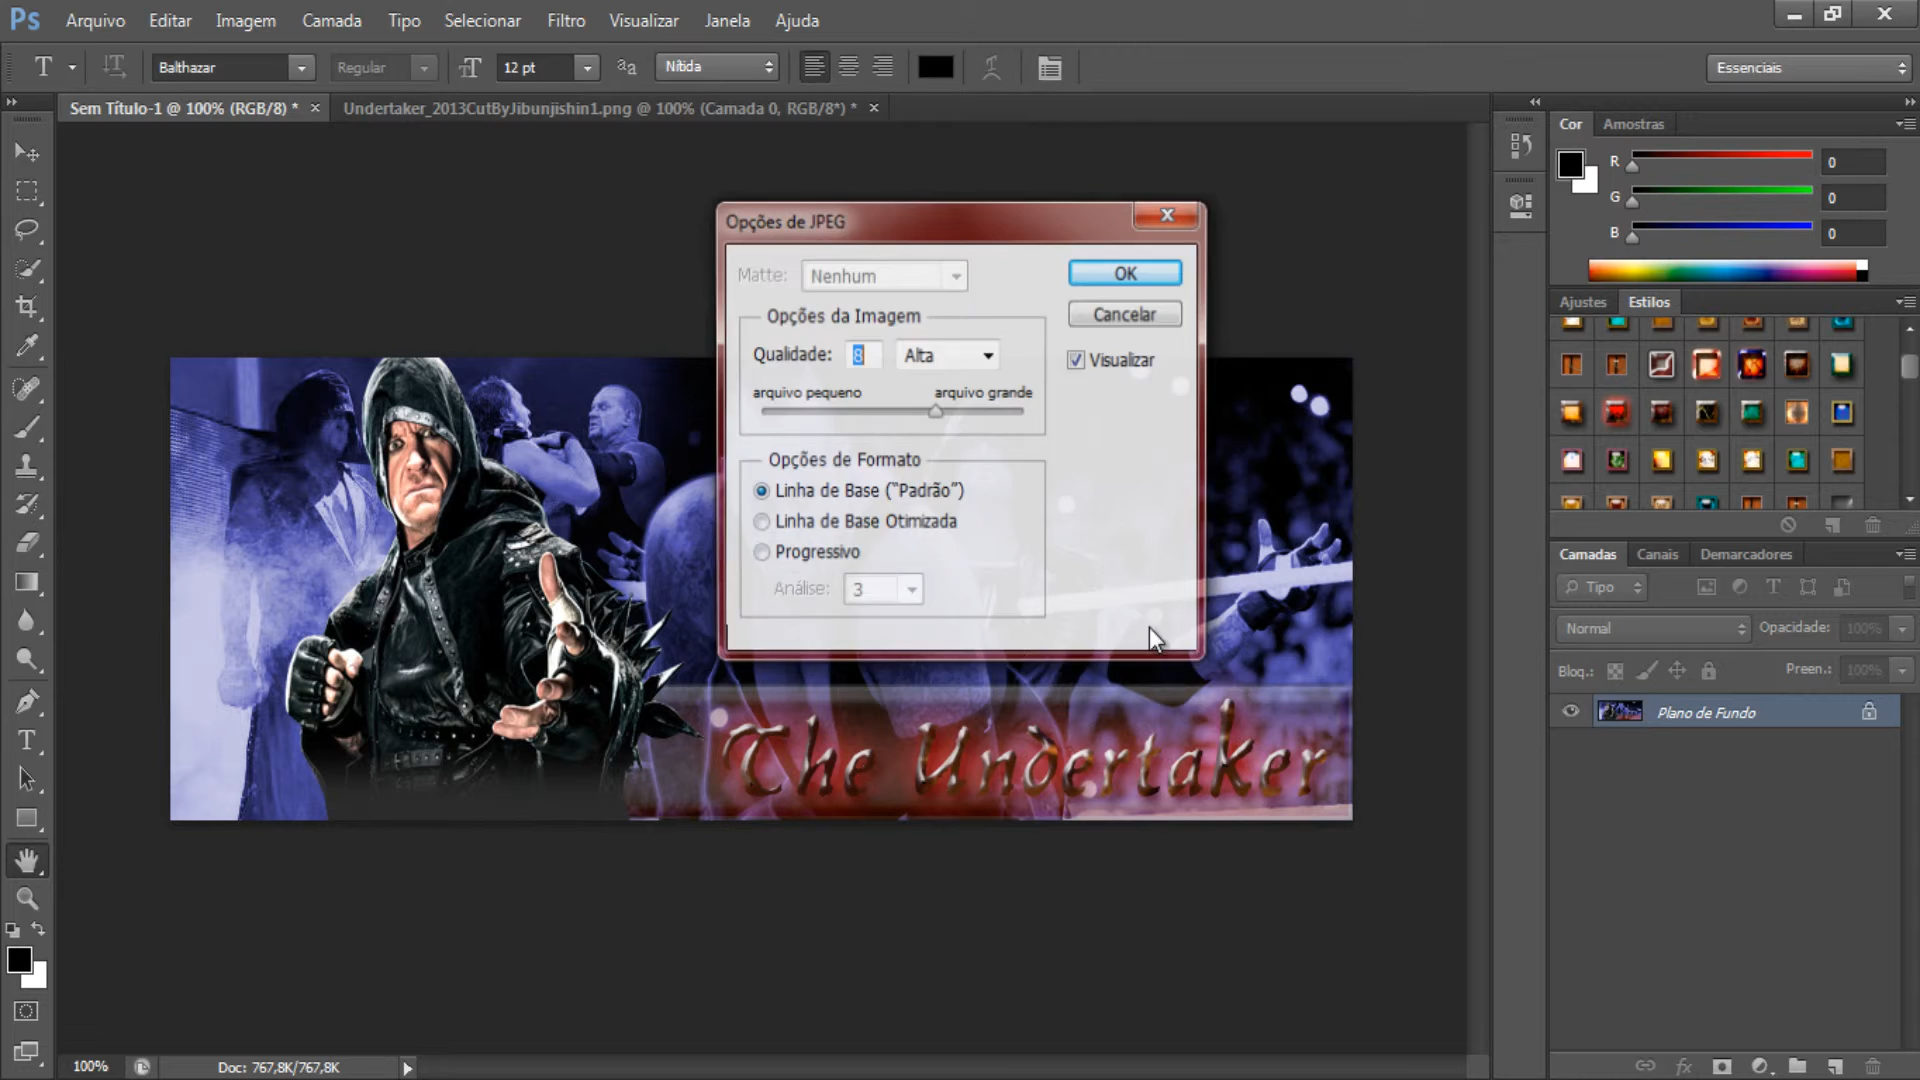 Ps Arquivo Editar Imagem Camada Tipo Selecionar Filtro Visualizar Janela Ajuda
T Balthazar Regular 12 pt aa Nítida Essenciais
Sem Título-1 @ 100% (RGB/8) * × Undertaker_2013CutByJibunjishin1.png @ 100% (Camada 0, RGB/8*) * ×
Cor Amostras
R 0
G 0
B 0
Ajustes Estilos
Opções de JPEG
Matte: Nenhum
OK
Opções da Imagem
Cancelar
Qualidade: 8 Alta
Visualizar
arquivo pequeno arquivo grande
Opções de Formato
Linha de Base ("Padrão")
Linha de Base Otimizada
Progressivo
Análise: 3
The Undertaker
Camadas Canais Demarcadores
Tipo
Normal Opacidade: 100%
Bloq.: Preen.: 100%
Plano de Fundo
fx
100% Doc: 767,8K/767,8K